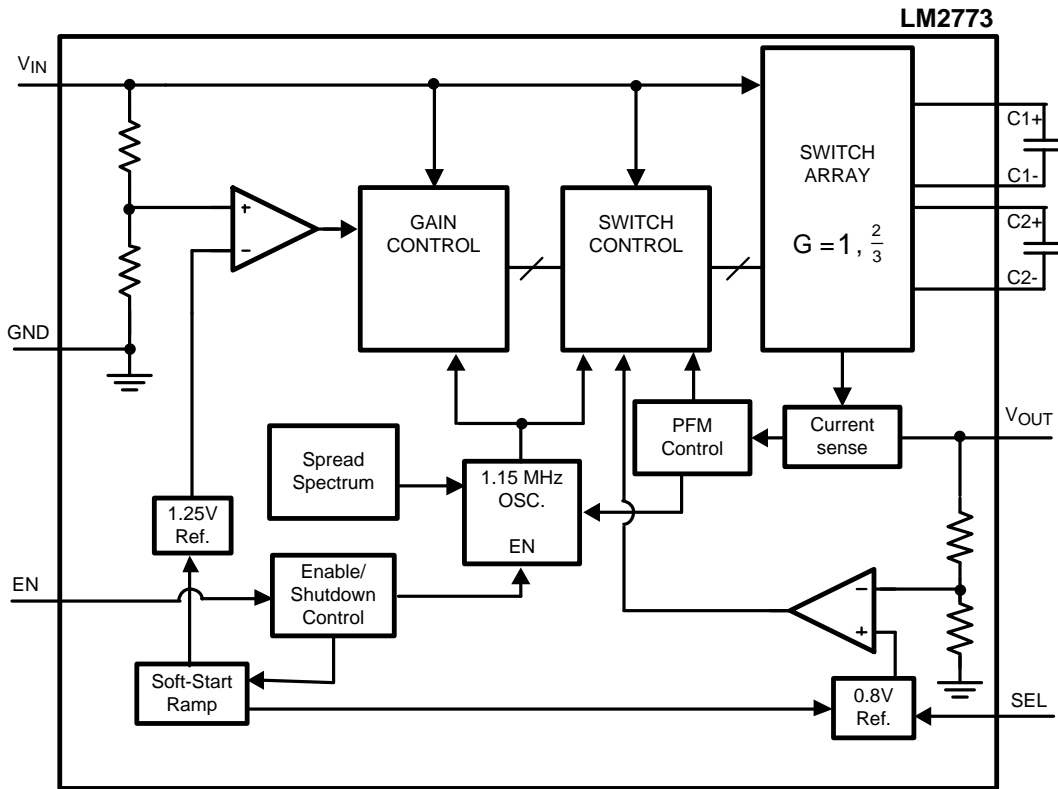 LM2773
VIN
C1+
C1-
C2+
C2-
SWITCH
ARRAY
G = 1, 2/3
GAIN
CONTROL
SWITCH
CONTROL
+
−
GND
VOUT
PFM
Control
Current
sense
Spread
Spectrum
1.15 MHz
OSC.
EN
1.25V
Ref.
EN
Enable/
Shutdown
Control
−
+
Soft-Start
Ramp
0.8V
Ref.
SEL